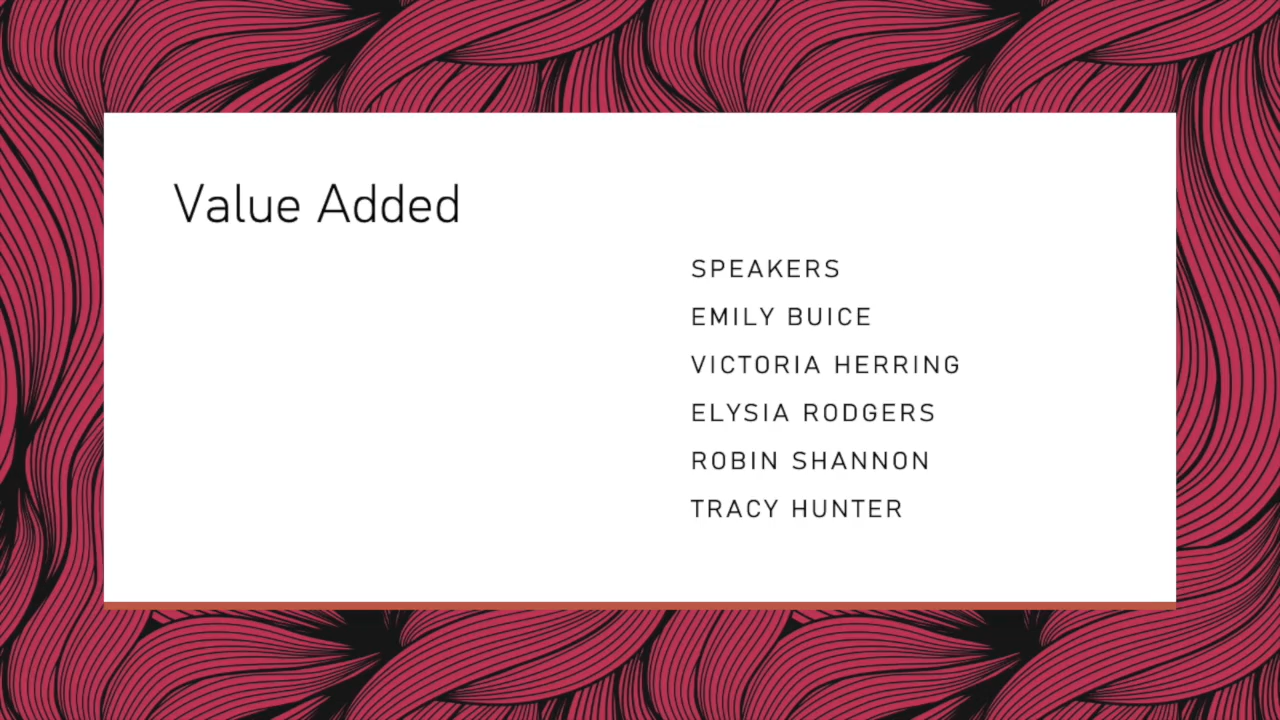 Value Added
SPEAKERS
EMILY BUICE
VICTORIA HERRING
ELYSIA RODGERS
ROBIN SHANNON
TRACY HUNTER